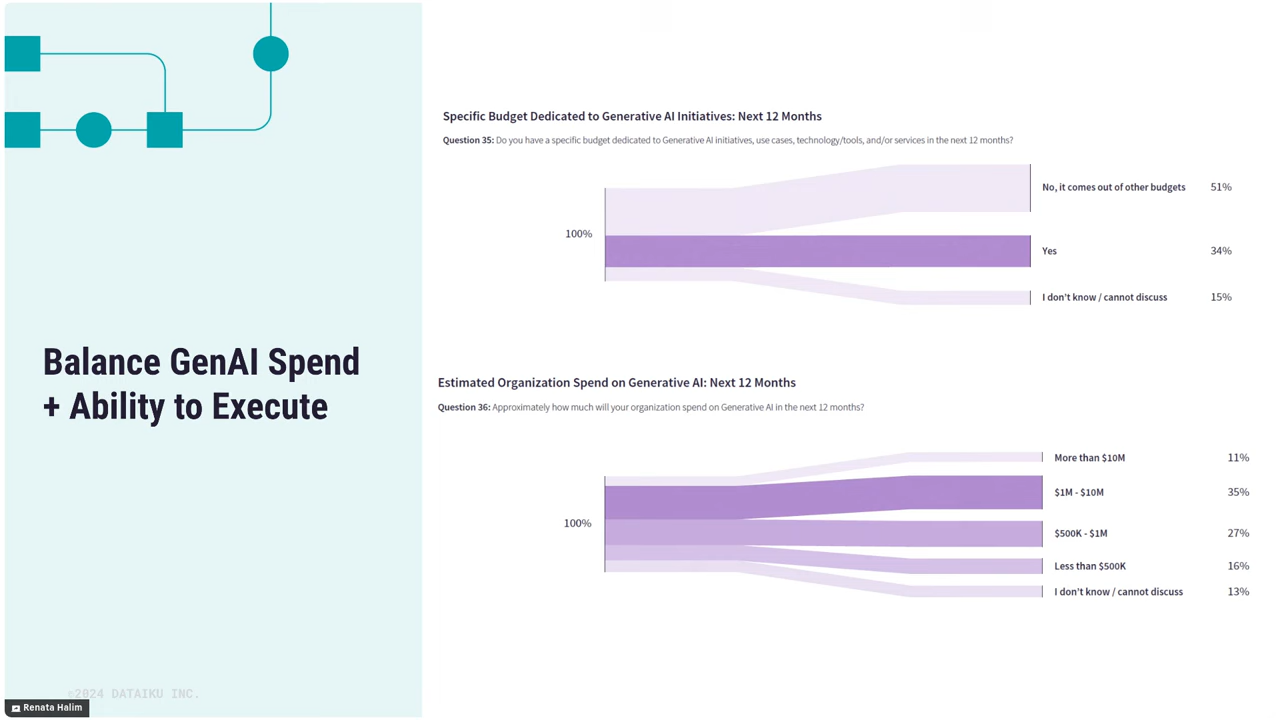 Balance GenAI Spend
+ Ability to Execute
©2024 DATAIKU INC.
Renata Halim
Specific Budget Dedicated to Generative AI Initiatives: Next 12 Months
Question 35: Do you have a specific budget dedicated to Generative AI initiatives, use cases, technology/tools, and/or services in the next 12 months?
100%
No, it comes out of other budgets 51%
Yes 34%
I don't know / cannot discuss 15%
Estimated Organization Spend on Generative AI: Next 12 Months
Question 36: Approximately how much will your organization spend on Generative AI in the next 12 months?
100%
More than $10M 11%
$1M - $10M 35%
$500K - $1M 27%
Less than $500K 16%
I don't know / cannot discuss 13%